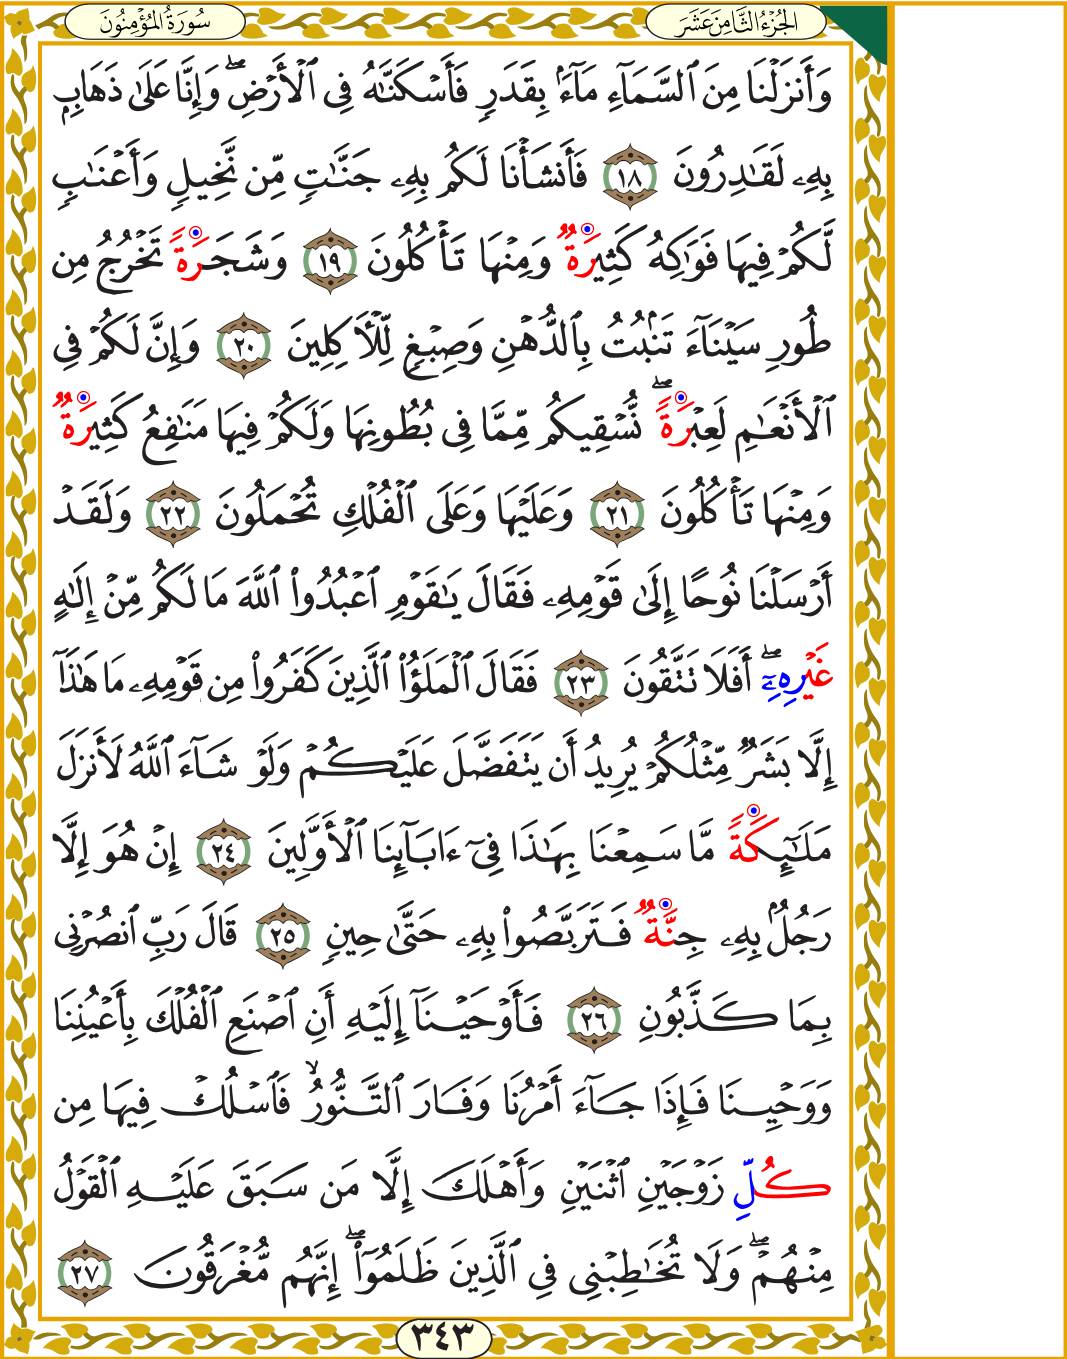 الجُزْءُ الثَّامِنَ عَشَرَ
سُورَةُ المُؤْمِنُونَ
وَأَنزَلْنَا مِنَ ٱلسَّمَآءِ مَآءَۢ بِقَدَرٖ فَأَسْكَنَّٰهُ فِي ٱلْأَرْضِۖ وَإِنَّا عَلَىٰ ذَهَابِۭ
بِهِۦ لَقَٰدِرُونَ ١٨ فَأَنشَأْنَا لَكُم بِهِۦ جَنَّٰتٖ مِّن نَّخِيلٖ وَأَعْنَٰبٖ
لَّكُمْ فِيهَا فَوَٰكِهُ كَثِيرَةٞ وَمِنْهَا تَأْكُلُونَ ١٩ وَشَجَرَةٗ تَخْرُجُ مِن
طُورِ سَيْنَآءَ تَنۢبُتُ بِٱلدُّهْنِ وَصِبْغٖ لِّلْأٓكِلِينَ ٢٠ وَإِنَّ لَكُمْ فِي
ٱلْأَنْعَٰمِ لَعِبْرَةٗۖ نُّسْقِيكُم مِّمَّا فِي بُطُونِهَا وَلَكُمْ فِيهَا مَنَٰفِعُ كَثِيرَةٞ
وَمِنْهَا تَأْكُلُونَ ٢١ وَعَلَيْهَا وَعَلَى ٱلْفُلْكِ تُحْمَلُونَ ٢٢ وَلَقَدْ
أَرْسَلْنَا نُوحًا إِلَىٰ قَوْمِهِۦ فَقَالَ يَٰقَوْمِ ٱعْبُدُوا۟ ٱللَّهَ مَا لَكُم مِّنْ إِلَٰهٍ
غَيْرِهِۦٓۖ أَفَلَا تَتَّقُونَ ٢٣ فَقَالَ ٱلْمَلَؤُا۟ ٱلَّذِينَ كَفَرُوا۟ مِن قَوْمِهِۦ مَا هَٰذَآ
إِلَّا بَشَرٞ مِّثْلُكُمْ يُرِيدُ أَن يَتَفَضَّلَ عَلَيْكُمْ وَلَوْ شَآءَ ٱللَّهُ لَأَنزَلَ
مَلَٰٓئِكَةٗ مَّا سَمِعْنَا بِهَٰذَا فِيٓ ءَابَآئِنَا ٱلْأَوَّلِينَ ٢٤ إِنْ هُوَ إِلَّا
رَجُلُۢ بِهِۦ جِنَّةٞ فَتَرَبَّصُوا۟ بِهِۦ حَتَّىٰ حِينٖ ٢٥ قَالَ رَبِّ ٱنصُرْنِي
بِمَا كَذَّبُونِ ٢٦ فَأَوْحَيْنَآ إِلَيْهِ أَنِ ٱصْنَعِ ٱلْفُلْكَ بِأَعْيُنِنَا
وَوَحْيِنَا فَإِذَا جَآءَ أَمْرُنَا وَفَارَ ٱلتَّنُّورُۙ فَٱسْلُكْ فِيهَا مِن
كُلِّ زَوْجَيْنِ ٱثْنَيْنِ وَأَهْلَكَ إِلَّا مَن سَبَقَ عَلَيْهِ ٱلْقَوْلُ
مِنْهُمْۖ وَلَا تُخَٰطِبْنِي فِي ٱلَّذِينَ ظَلَمُوٓا۟ۖ إِنَّهُم مُّغْرَقُونَ ٢٧
٣٤٣